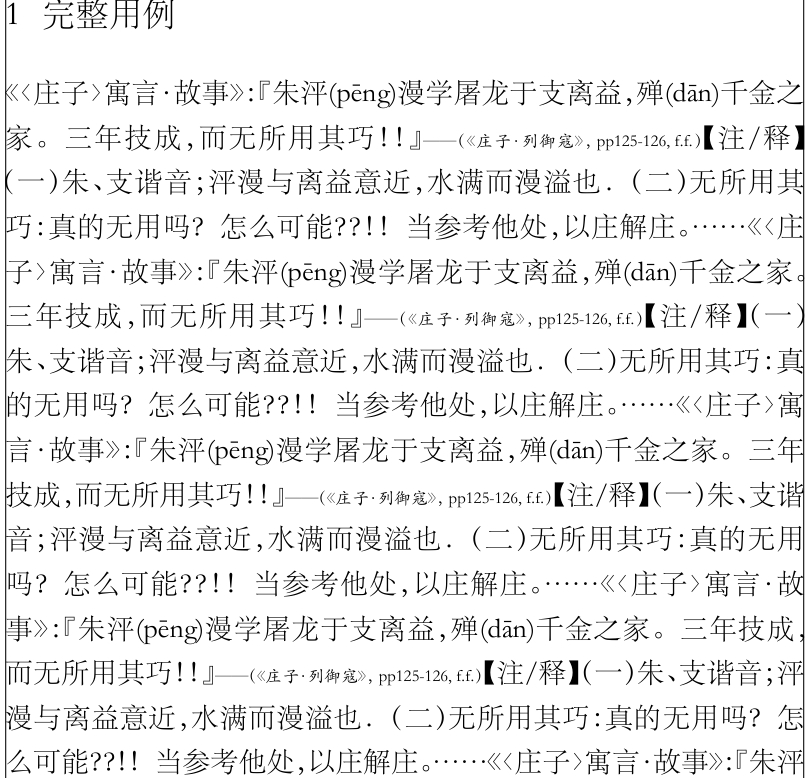 1 完整用例
《〈庄子〉寓言·故事》:『朱泙(pēng)漫学屠龙于支离益,殚(dān)千金之
家。三年技成,而无所用其巧!!』——(《庄子·列御寇》, pp125-126, f.f.)【注/释】
(一)朱、支谐音;泙漫与离益意近,水满而漫溢也.(二)无所用其
巧:真的无用吗?怎么可能??!!当参考他处,以庄解庄。……《〈庄
子〉寓言·故事》:『朱泙(pēng)漫学屠龙于支离益,殚(dān)千金之家。
三年技成,而无所用其巧!!』——(《庄子·列御寇》, pp125-126, f.f.)【注/释】(一)
朱、支谐音;泙漫与离益意近,水满而漫溢也.(二)无所用其巧:真
的无用吗?怎么可能??!!当参考他处,以庄解庄。……《〈庄子〉寓
言·故事》:『朱泙(pēng)漫学屠龙于支离益,殚(dān)千金之家。三年
技成,而无所用其巧!!』——(《庄子·列御寇》, pp125-126, f.f.)【注/释】(一)朱、支谐
音;泙漫与离益意近,水满而漫溢也.(二)无所用其巧:真的无用
吗?怎么可能??!!当参考他处,以庄解庄。……《〈庄子〉寓言·故
事》:『朱泙(pēng)漫学屠龙于支离益,殚(dān)千金之家。三年技成,
而无所用其巧!!』——(《庄子·列御寇》, pp125-126, f.f.)【注/释】(一)朱、支谐音;泙
漫与离益意近,水满而漫溢也.(二)无所用其巧:真的无用吗?怎
么可能??!!当参考他处,以庄解庄。……《〈庄子〉寓言·故事》:『朱泙